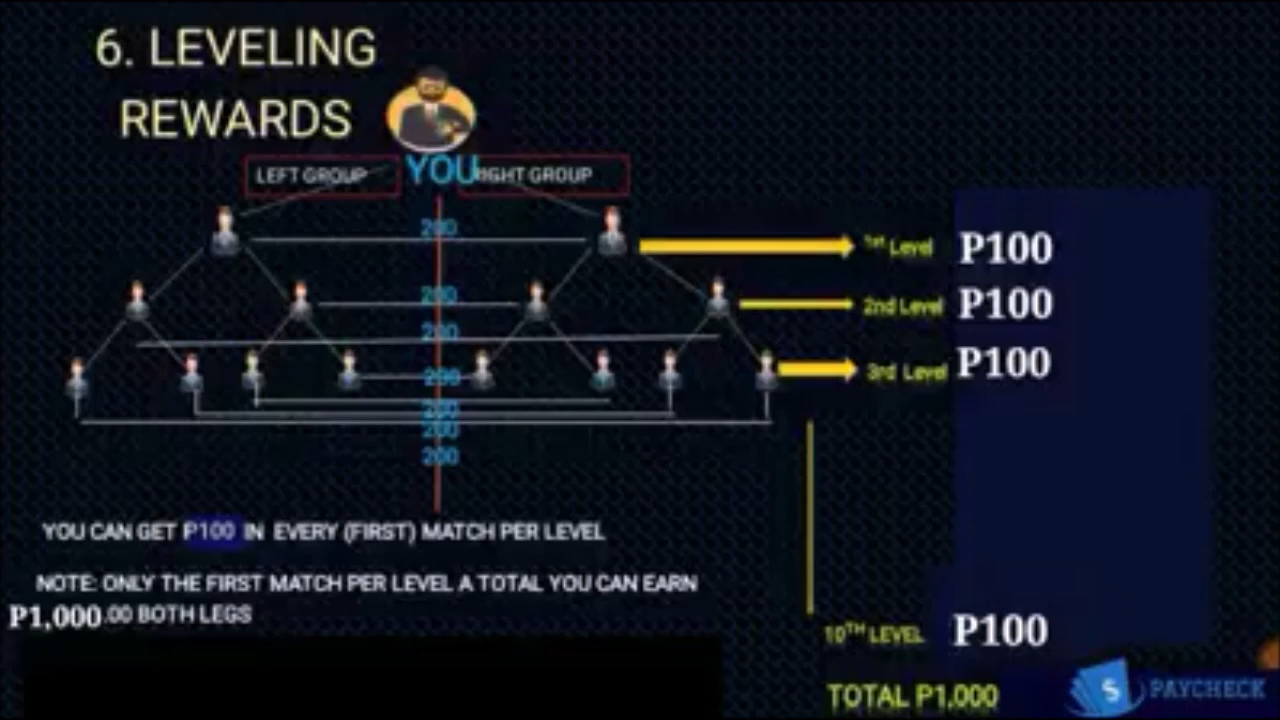 6. LEVELING
REWARDS
LEFT GROUP
YOU
RIGHT GROUP
200
1st Level P100
200
2nd Level P100
200
200
3rd Level P100
200
200
200
YOU CAN GET P100 IN EVERY (FIRST) MATCH PER LEVEL
NOTE: ONLY THE FIRST MATCH PER LEVEL A TOTAL YOU CAN EARN
P1,000.00 BOTH LEGS
10TH LEVEL P100
TOTAL P1,000
$ PAYCHECK